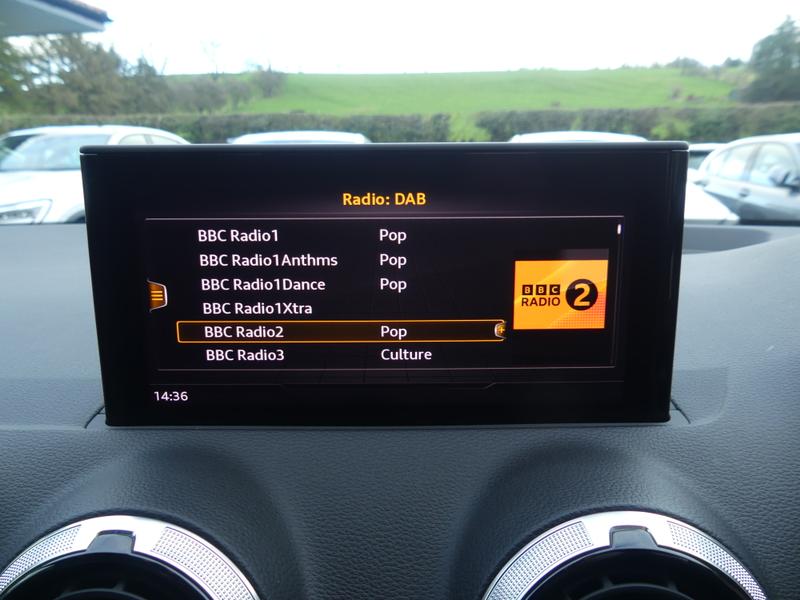 Radio: DAB
BBC Radio1 Pop
BBC Radio1Anthms Pop
BBC Radio1Dance Pop
BBC Radio1Xtra
BBC Radio2 Pop
BBC Radio3 Culture
BBC
RADIO 2
14:36